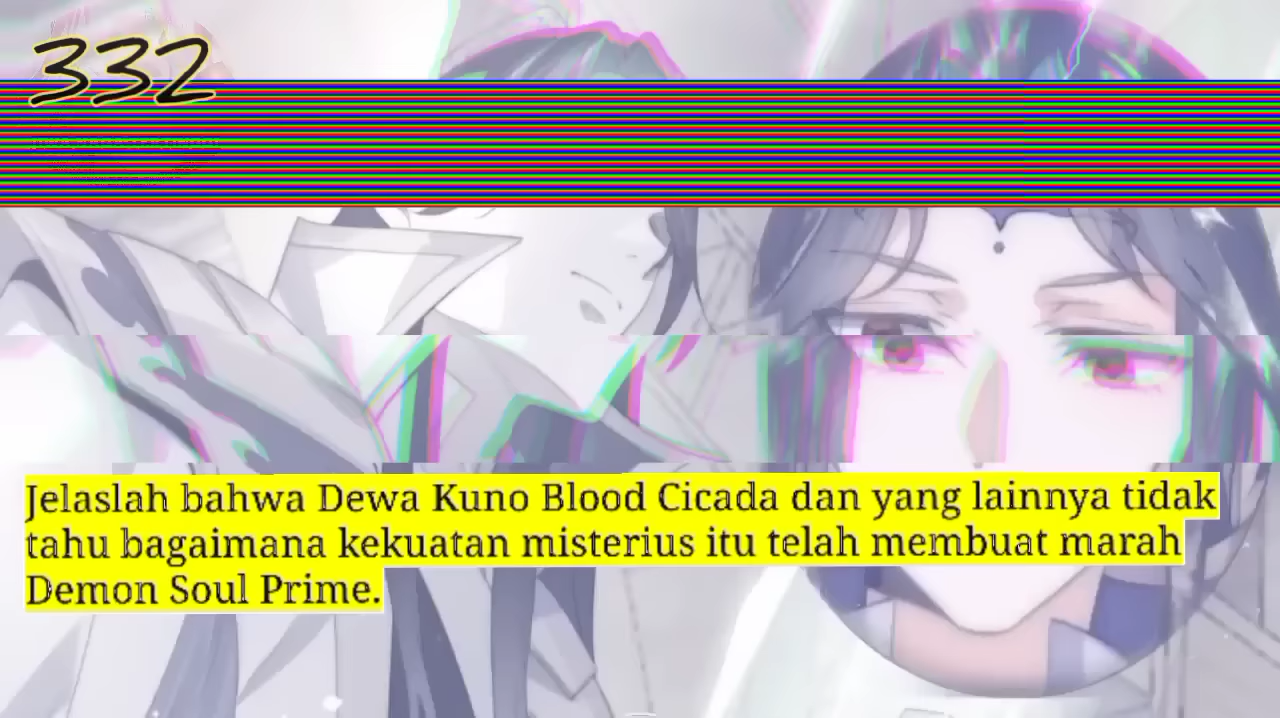 332
Jelaslah bahwa Dewa Kuno Blood Cicada dan yang lainnya tidak
tahu bagaimana kekuatan misterius itu telah membuat marah
Demon Soul Prime.